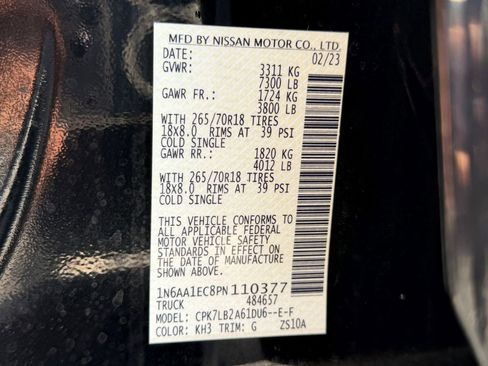 MFD BY NISSAN MOTOR CO., LTD.
DATE: 02/23
GVWR: 3311 KG
7300 LB
GAWR FR.: 1724 KG
3800 LB
WITH 265/70R18 TIRES
18x8.0 RIMS AT 39 PSI
COLD SINGLE
GAWR RR.: 1820 KG
4012 LB
WITH 265/70R18 TIRES
18x8.0 RIMS AT 39 PSI
COLD SINGLE
THIS VEHICLE CONFORMS TO
ALL APPLICABLE FEDERAL
MOTOR VEHICLE SAFETY
STANDARDS IN EFFECT ON
THE DATE OF MANUFACTURE
SHOWN ABOVE.
1N6AA1EC8PN110377
TRUCK 484657
MODEL: CPK7LB2A61DU6--E-F
COLOR: KH3 TRIM: G ZS10A